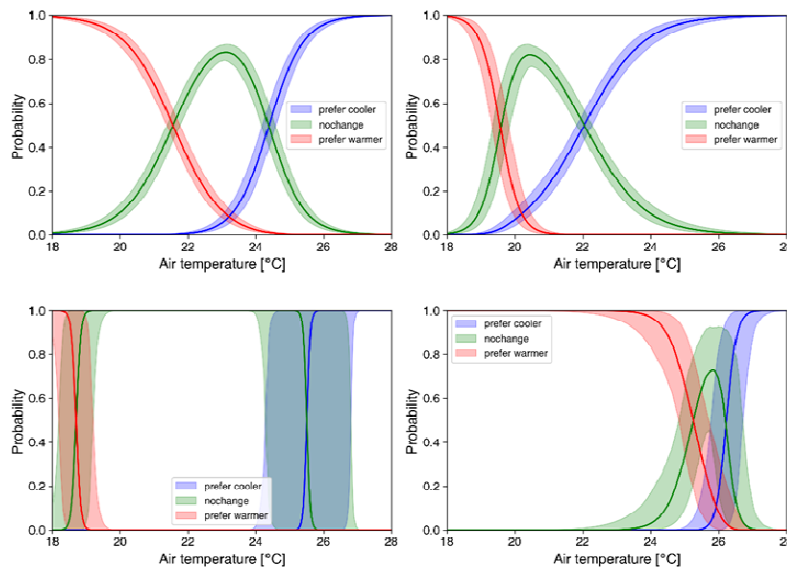 1.0
0.8
0.6
0.4
0.2
0.0
Probability
prefer cooler
nochange
prefer warmer
18 20 22 24 26 28
Air temperature [°C]
1.0
0.8
0.6
0.4
0.2
0.0
Probability
prefer cooler
nochange
prefer warmer
18 20 22 24 26 28
Air temperature [°C]
1.0
0.8
0.6
0.4
0.2
0.0
Probability
prefer cooler
nochange
prefer warmer
18 20 22 24 26 28
Air temperature [°C]
1.0
0.8
0.6
0.4
0.2
0.0
Probability
prefer cooler
nochange
prefer warmer
18 20 22 24 26 28
Air temperature [°C]